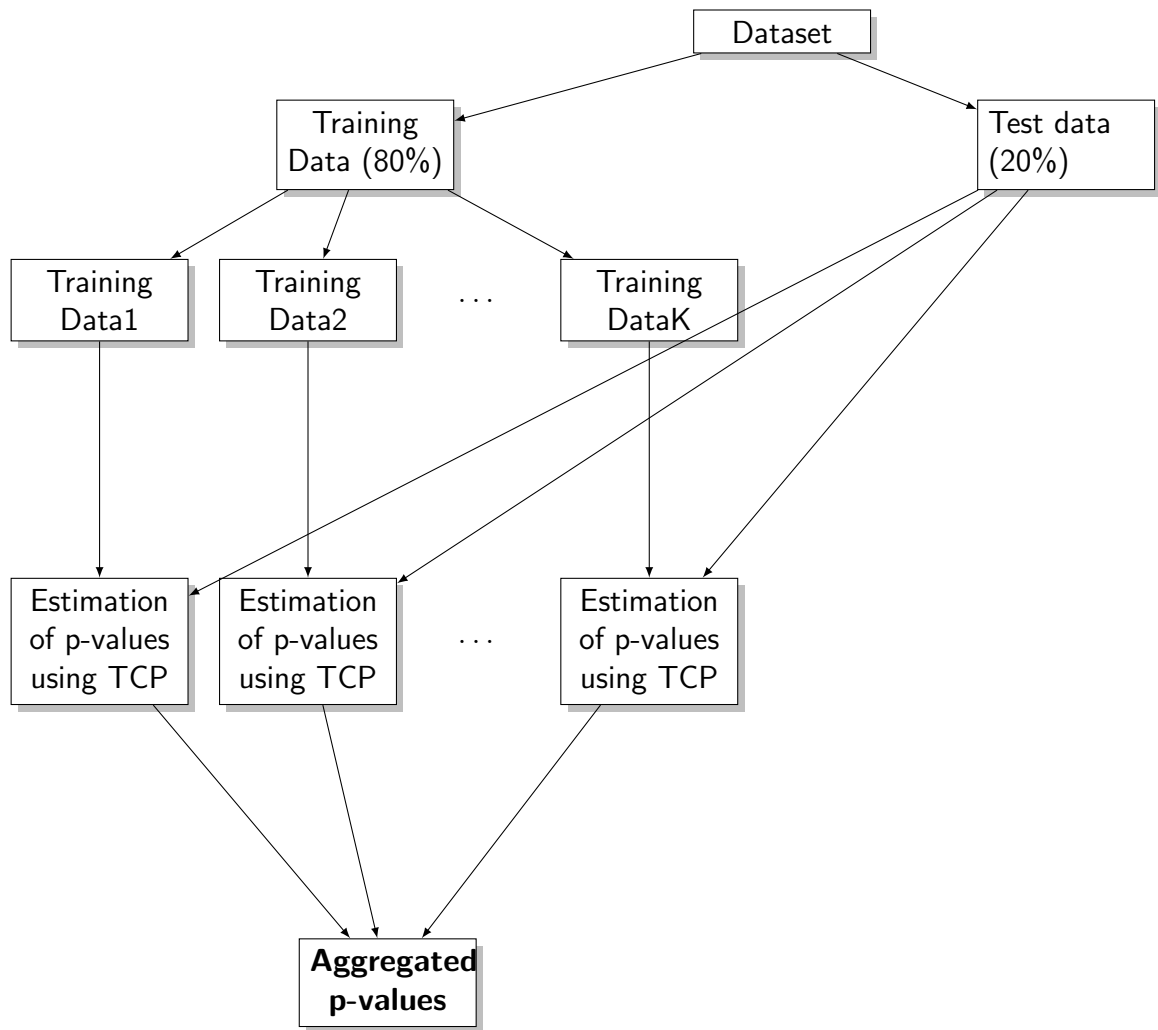 Dataset
Training
Data (80%)
Test data
(20%)
Training
Data1
Training
Data2
. . .
Training
DataK
Estimation
of p-values
using TCP
Estimation
of p-values
using TCP
. . .
Estimation
of p-values
using TCP
Aggregated
p-values